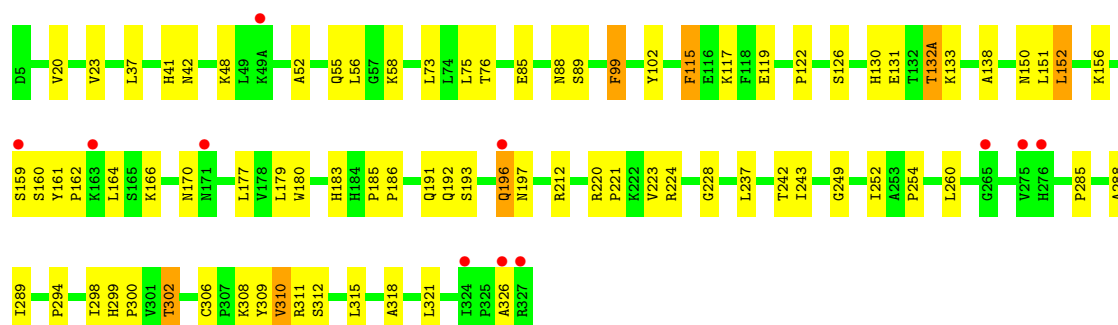 D5 V20 V23 L37 H41 N42 K48 L49 K49A A52 Q55 L56 G57 K58 L73 L74 L75 T76 E85 N88 S89 F99 Y102 F115 E116 K117 F118 E119 P122 S126 H130 E131 T132 T132A K133 A138 N150 L151 L152 K156
S159 S160 Y161 P162 K163 L164 S165 K166 N170 N171 L177 V178 L179 W180 H183 H184 P185 P186 Q191 Q192 S193 Q196 N197 R212 R220 P221 K222 V223 R224 G228 L237 T242 I243 G249 I252 A253 P254 L260 G265 V275 H276 P285 A288
I289 P294 I298 H299 P300 V301 T302 C306 P307 K308 Y309 V310 R311 S312 L315 A318 L321 I324 P325 A326 R327